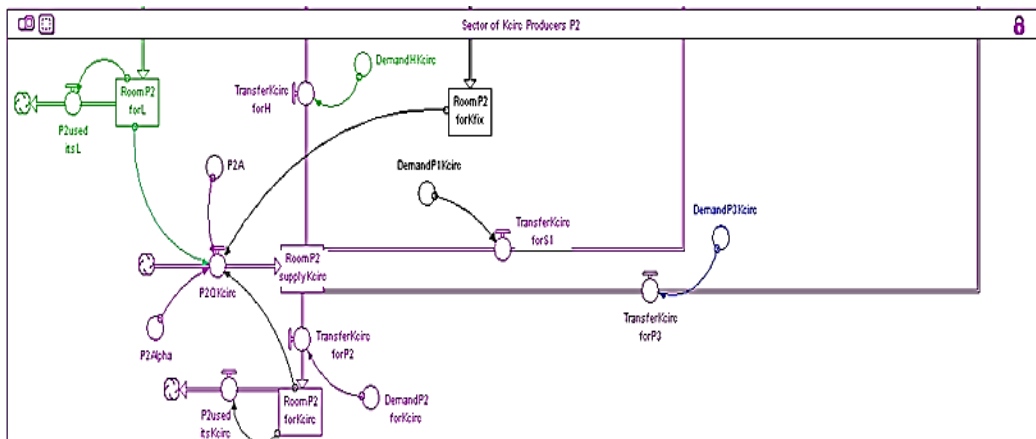 Sector of Kcirc Producers P2
DemandHKcirc
RoomP2
forL
TransferKcirc
forH
RoomP2
forKfix
P2used
itsL
P2A
DemandP1Kcirc
DemandP3Kcirc
TransferKcirc
forS1
RoomP2
supplyKcirc
P2QKcirc
TransferKcirc
forP3
P2Alpha
TransferKcirc
forP2
RoomP2
forKcirc
DemandP2
forKcirc
P2used
itsKcirc